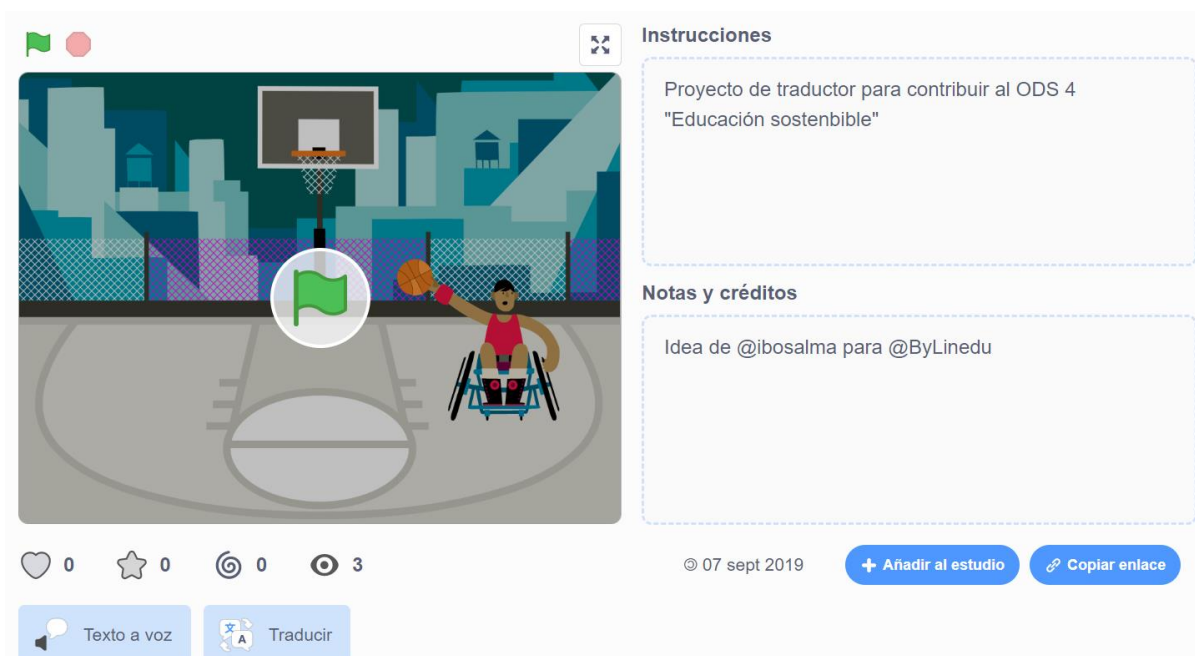 Instrucciones
Proyecto de traductor para contribuir al ODS 4
"Educación sostenbible"
Notas y créditos
Idea de @ibosalma para @ByLinedu
0
0
0
3
© 07 sept 2019
Añadir al estudio
Copiar enlace
Texto a voz
文
A
Traducir